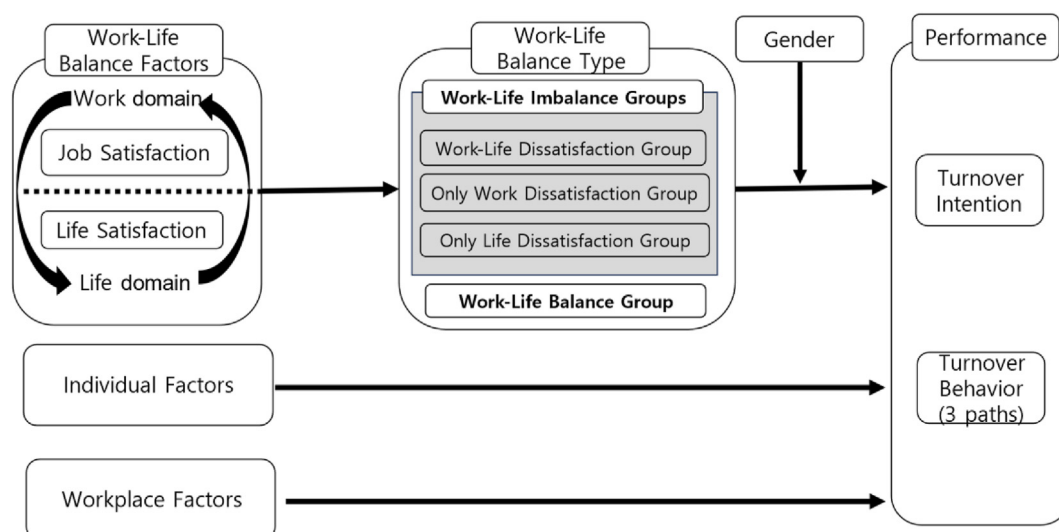 Work-Life
Balance Factors
Work domain
Job Satisfaction
Life Satisfaction
Life domain
Work-Life
Balance Type
Work-Life Imbalance Groups
Work-Life Dissatisfaction Group
Only Work Dissatisfaction Group
Only Life Dissatisfaction Group
Work-Life Balance Group
Gender
Performance
Turnover
Intention
Turnover
Behavior
(3 paths)
Individual Factors
Workplace Factors